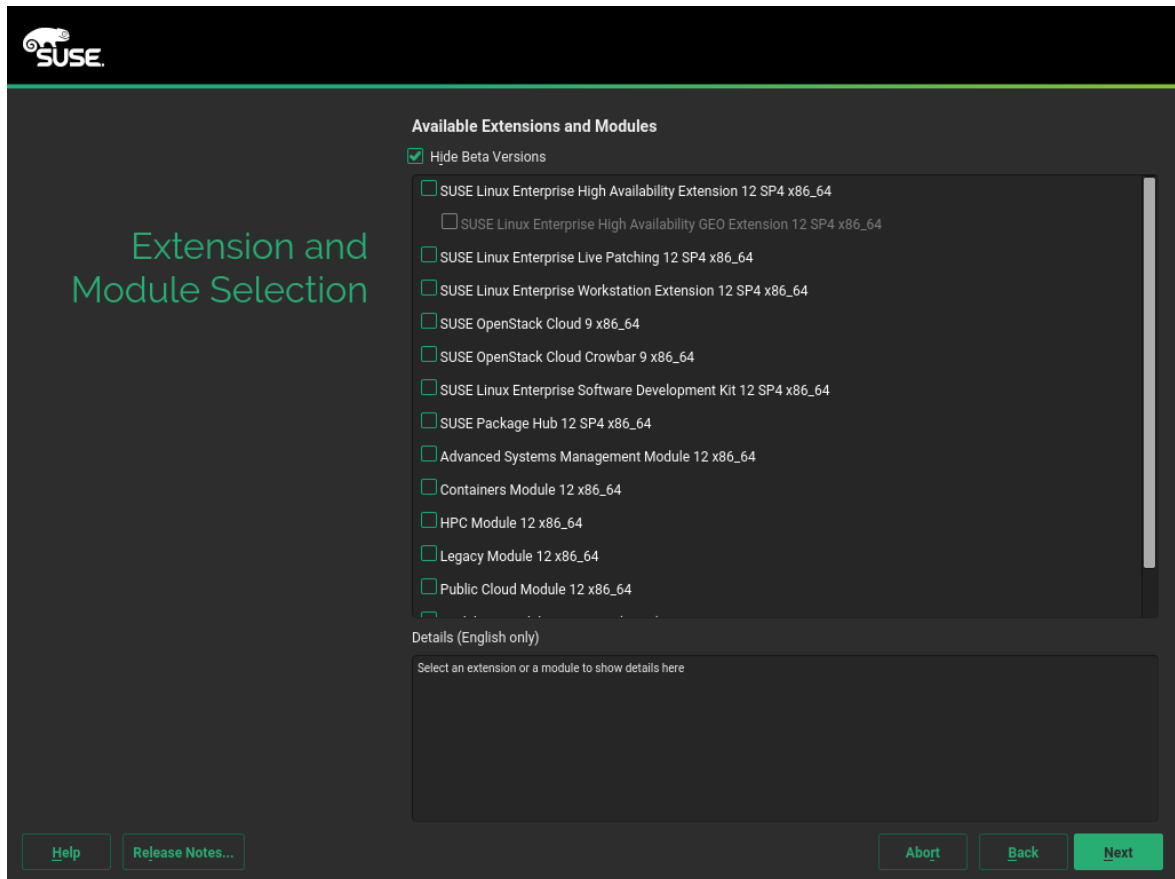 SUSE.
Extension and
Module Selection
Available Extensions and Modules
Hide Beta Versions
SUSE Linux Enterprise High Availability Extension 12 SP4 x86_64
SUSE Linux Enterprise High Availability GEO Extension 12 SP4 x86_64
SUSE Linux Enterprise Live Patching 12 SP4 x86_64
SUSE Linux Enterprise Workstation Extension 12 SP4 x86_64
SUSE OpenStack Cloud 9 x86_64
SUSE OpenStack Cloud Crowbar 9 x86_64
SUSE Linux Enterprise Software Development Kit 12 SP4 x86_64
SUSE Package Hub 12 SP4 x86_64
Advanced Systems Management Module 12 x86_64
Containers Module 12 x86_64
HPC Module 12 x86_64
Legacy Module 12 x86_64
Public Cloud Module 12 x86_64
Details (English only)
Select an extension or a module to show details here
Help
Release Notes...
Abort
Back
Next